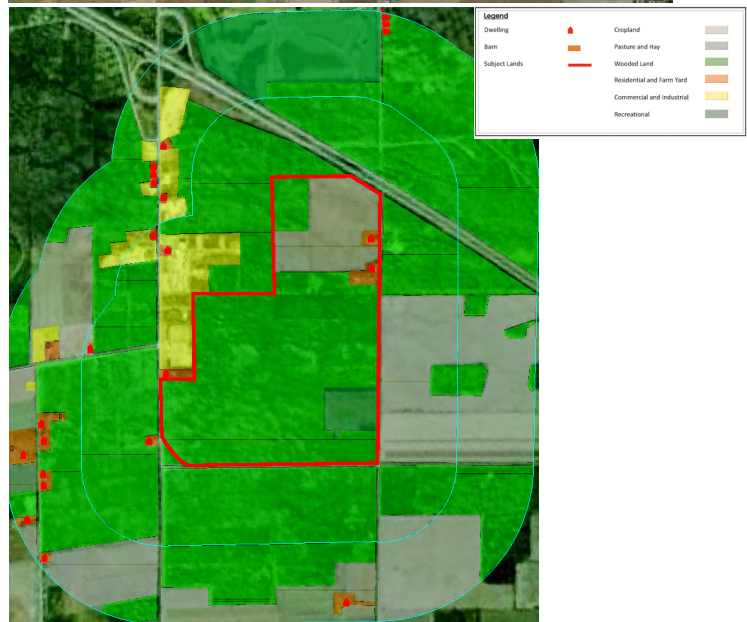 Legend
Dwelling
Cropland
Barn
Pasture and Hay
Subject Lands
Wooded Land
Residential and Farm Yard
Commercial and Industrial
Recreational